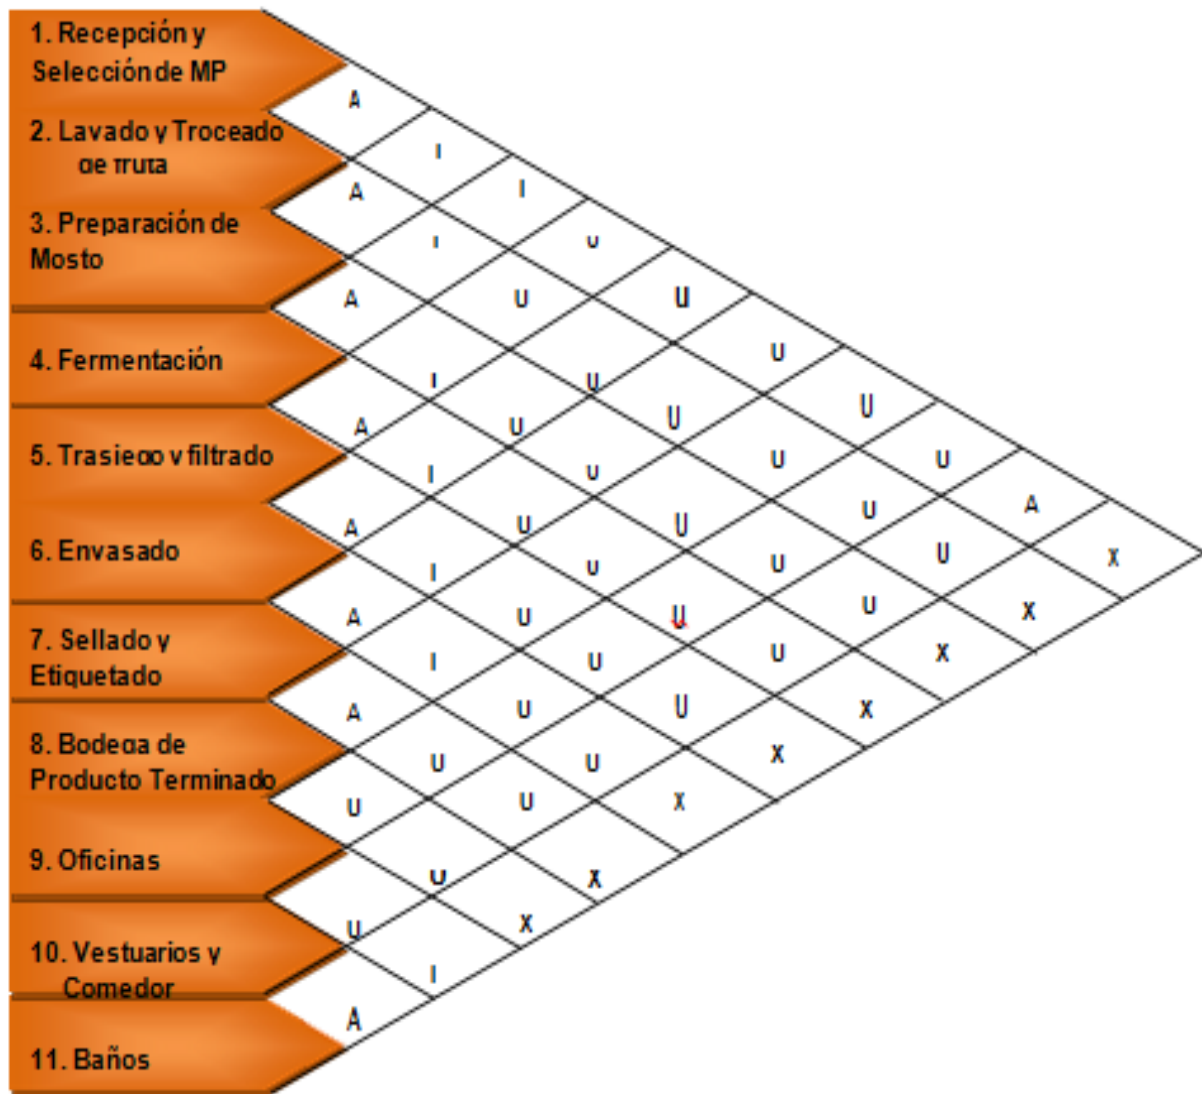 1. Recepción y
Selección de MP
A I I U U U U U A X
2. Lavado y Troceado
de fruta
A I U U U U U U X
3. Preparación de
Mosto
A I U U U U U X
4. Fermentación
A I U U U U X
5. Trasiego y filtrado
A I U U U X
6. Envasado
A I U U X
7. Sellado y
Etiquetado
A U U X
8. Bodega de
Producto Terminado
U U X
9. Oficinas
U I
10. Vestuarios y
Comedor
A
11. Baños